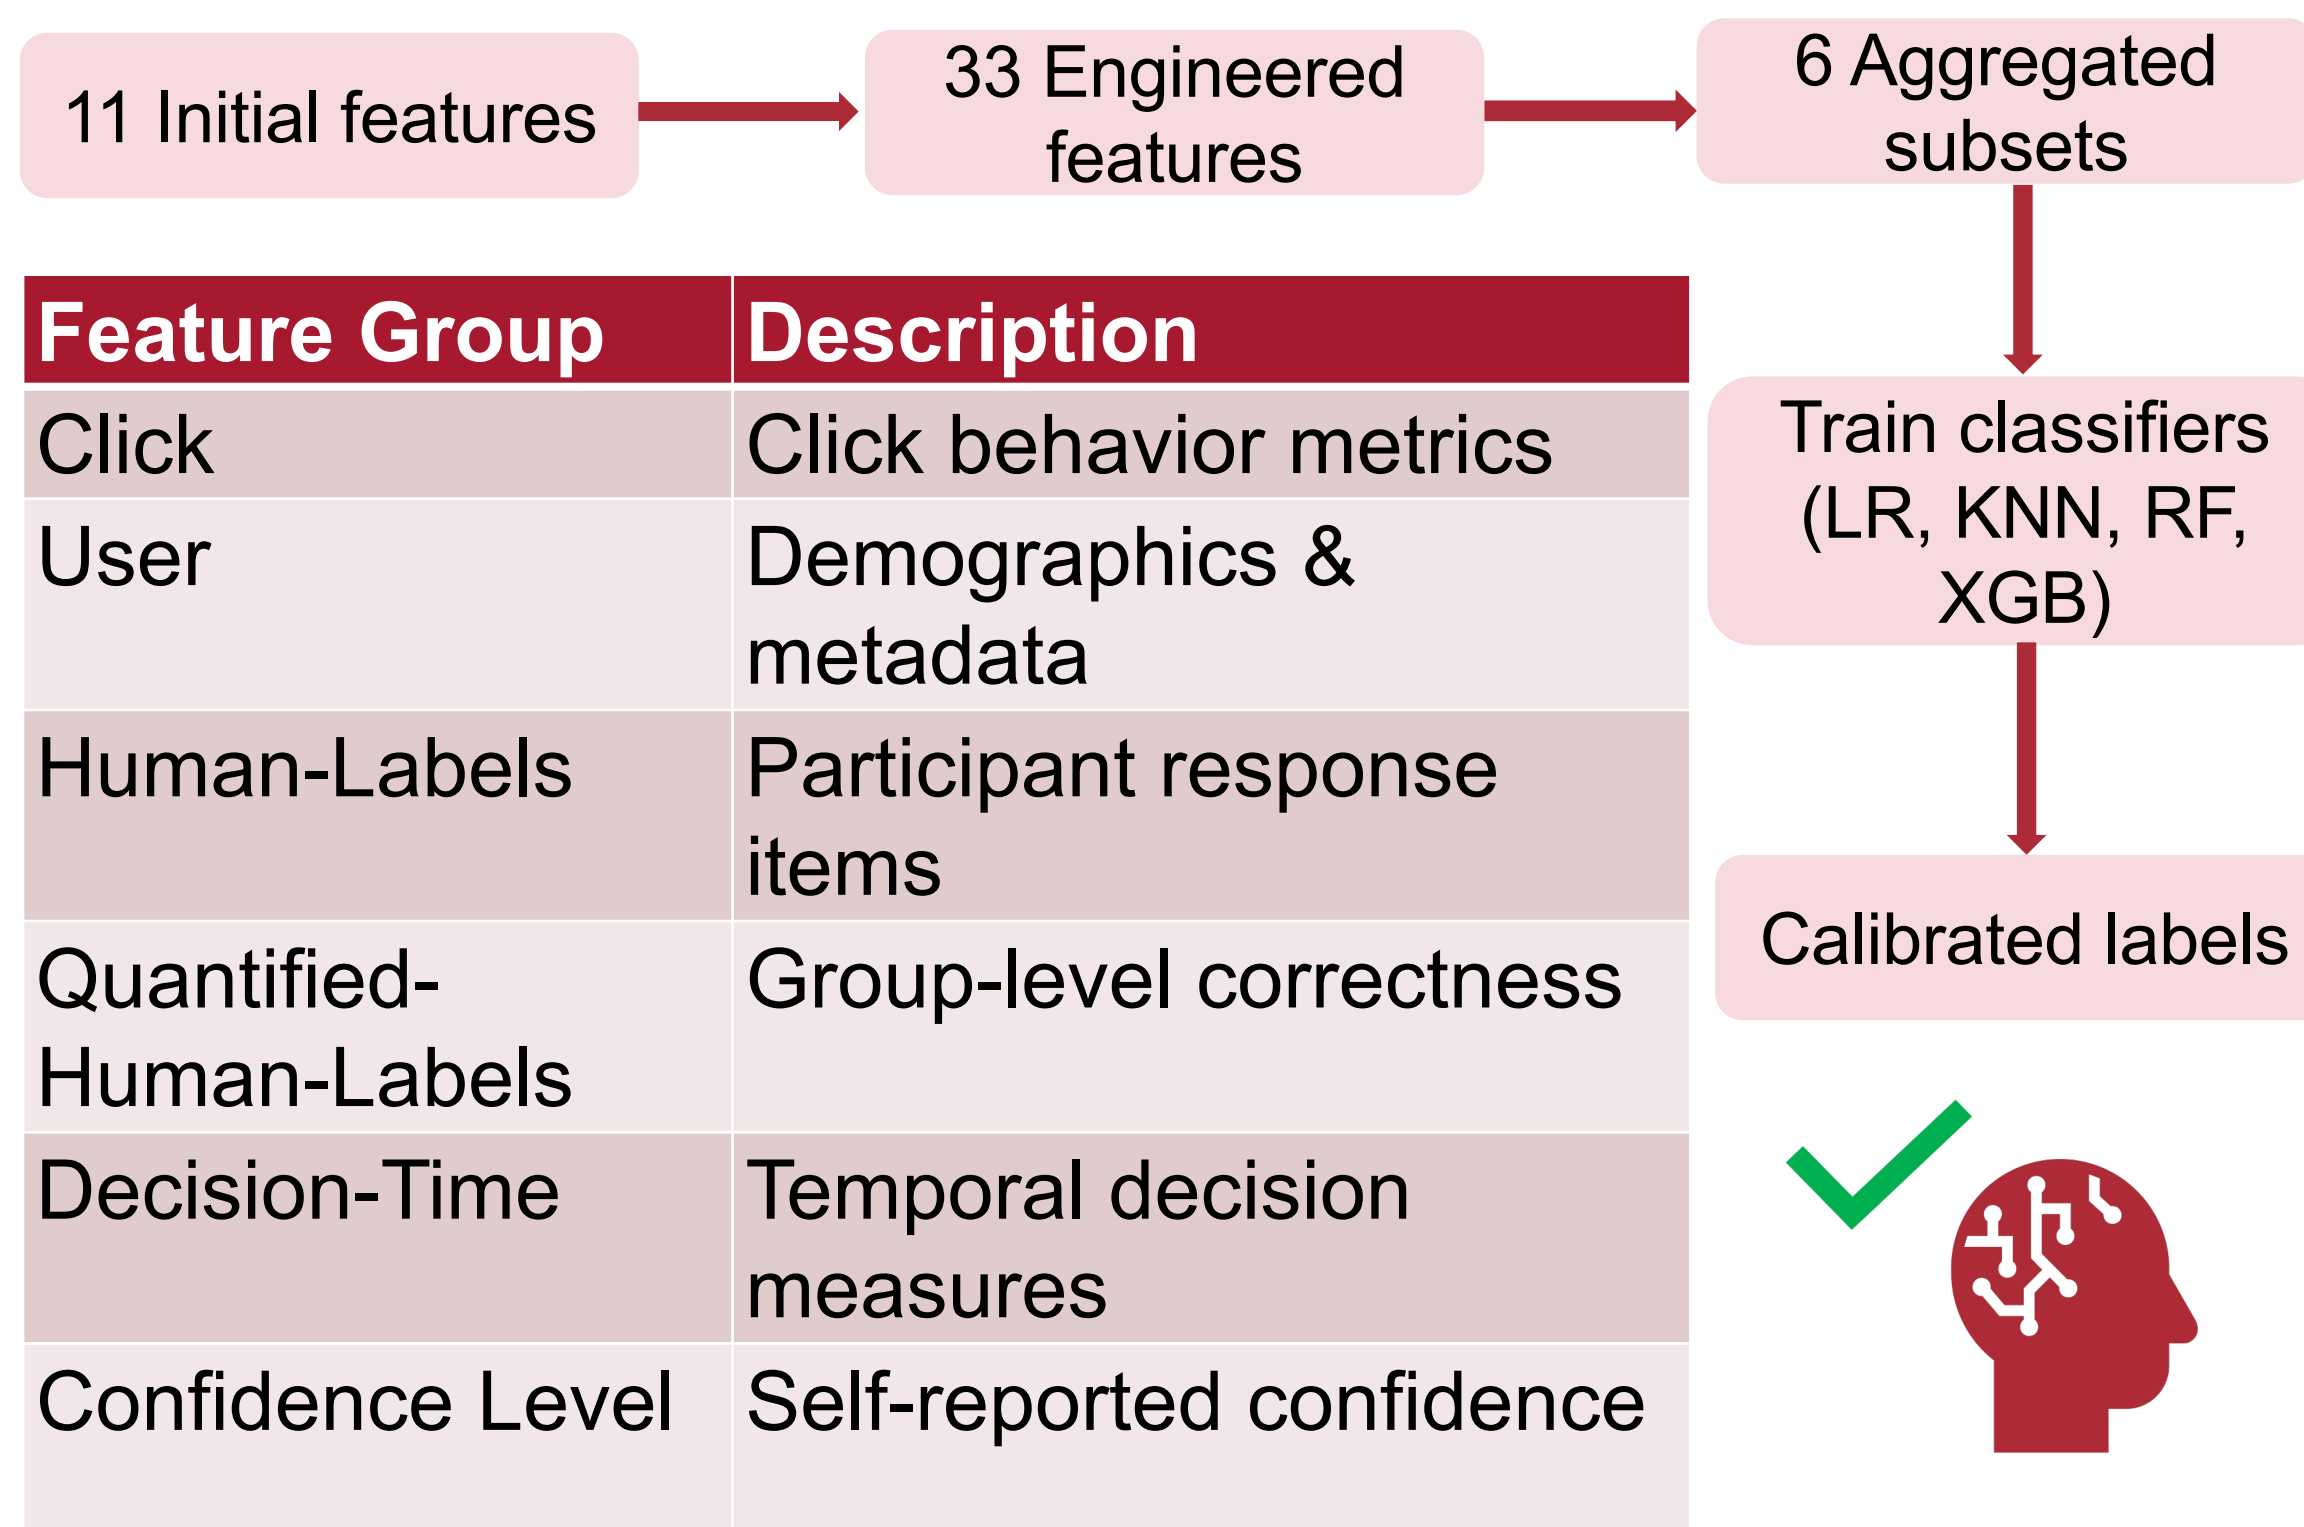 11 Initial features
33 Engineered
features
6 Aggregated
subsets
Feature Group
Description
Click
Click behavior metrics
User
Demographics &
metadata
Human-Labels
Participant response
items
Quantified-
Human-Labels
Group-level correctness
Decision-Time
Temporal decision
measures
Confidence Level
Self-reported confidence
Train classifiers
(LR, KNN, RF,
XGB)
Calibrated labels